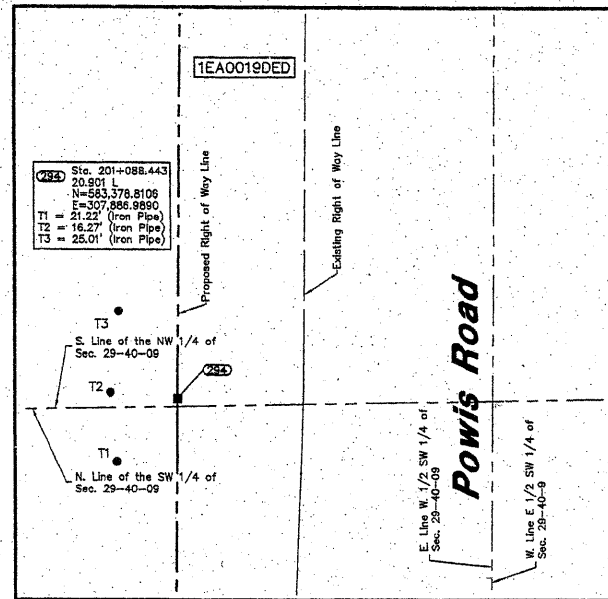 1EA0019DED
294 Sta. 201+088.443
20.901 L
N=583,378.8106
E=307,886.9890
T1 = 21.22' (Iron Pipe)
T2 = 16.27' (Iron Pipe)
T3 = 25.01' (Iron Pipe)
Proposed Right of Way Line
Existing Right of Way Line
T3
S. Line of the NW 1/4 of
Sec. 29-40-09
294
T2
T1
N. Line of the SW 1/4 of
Sec. 29-40-09
Powis Road
E. Line W. 1/2 SW 1/4 of
Sec. 29-40-09
W. Line E 1/2 SW 1/4 of
Sec. 29-40-9